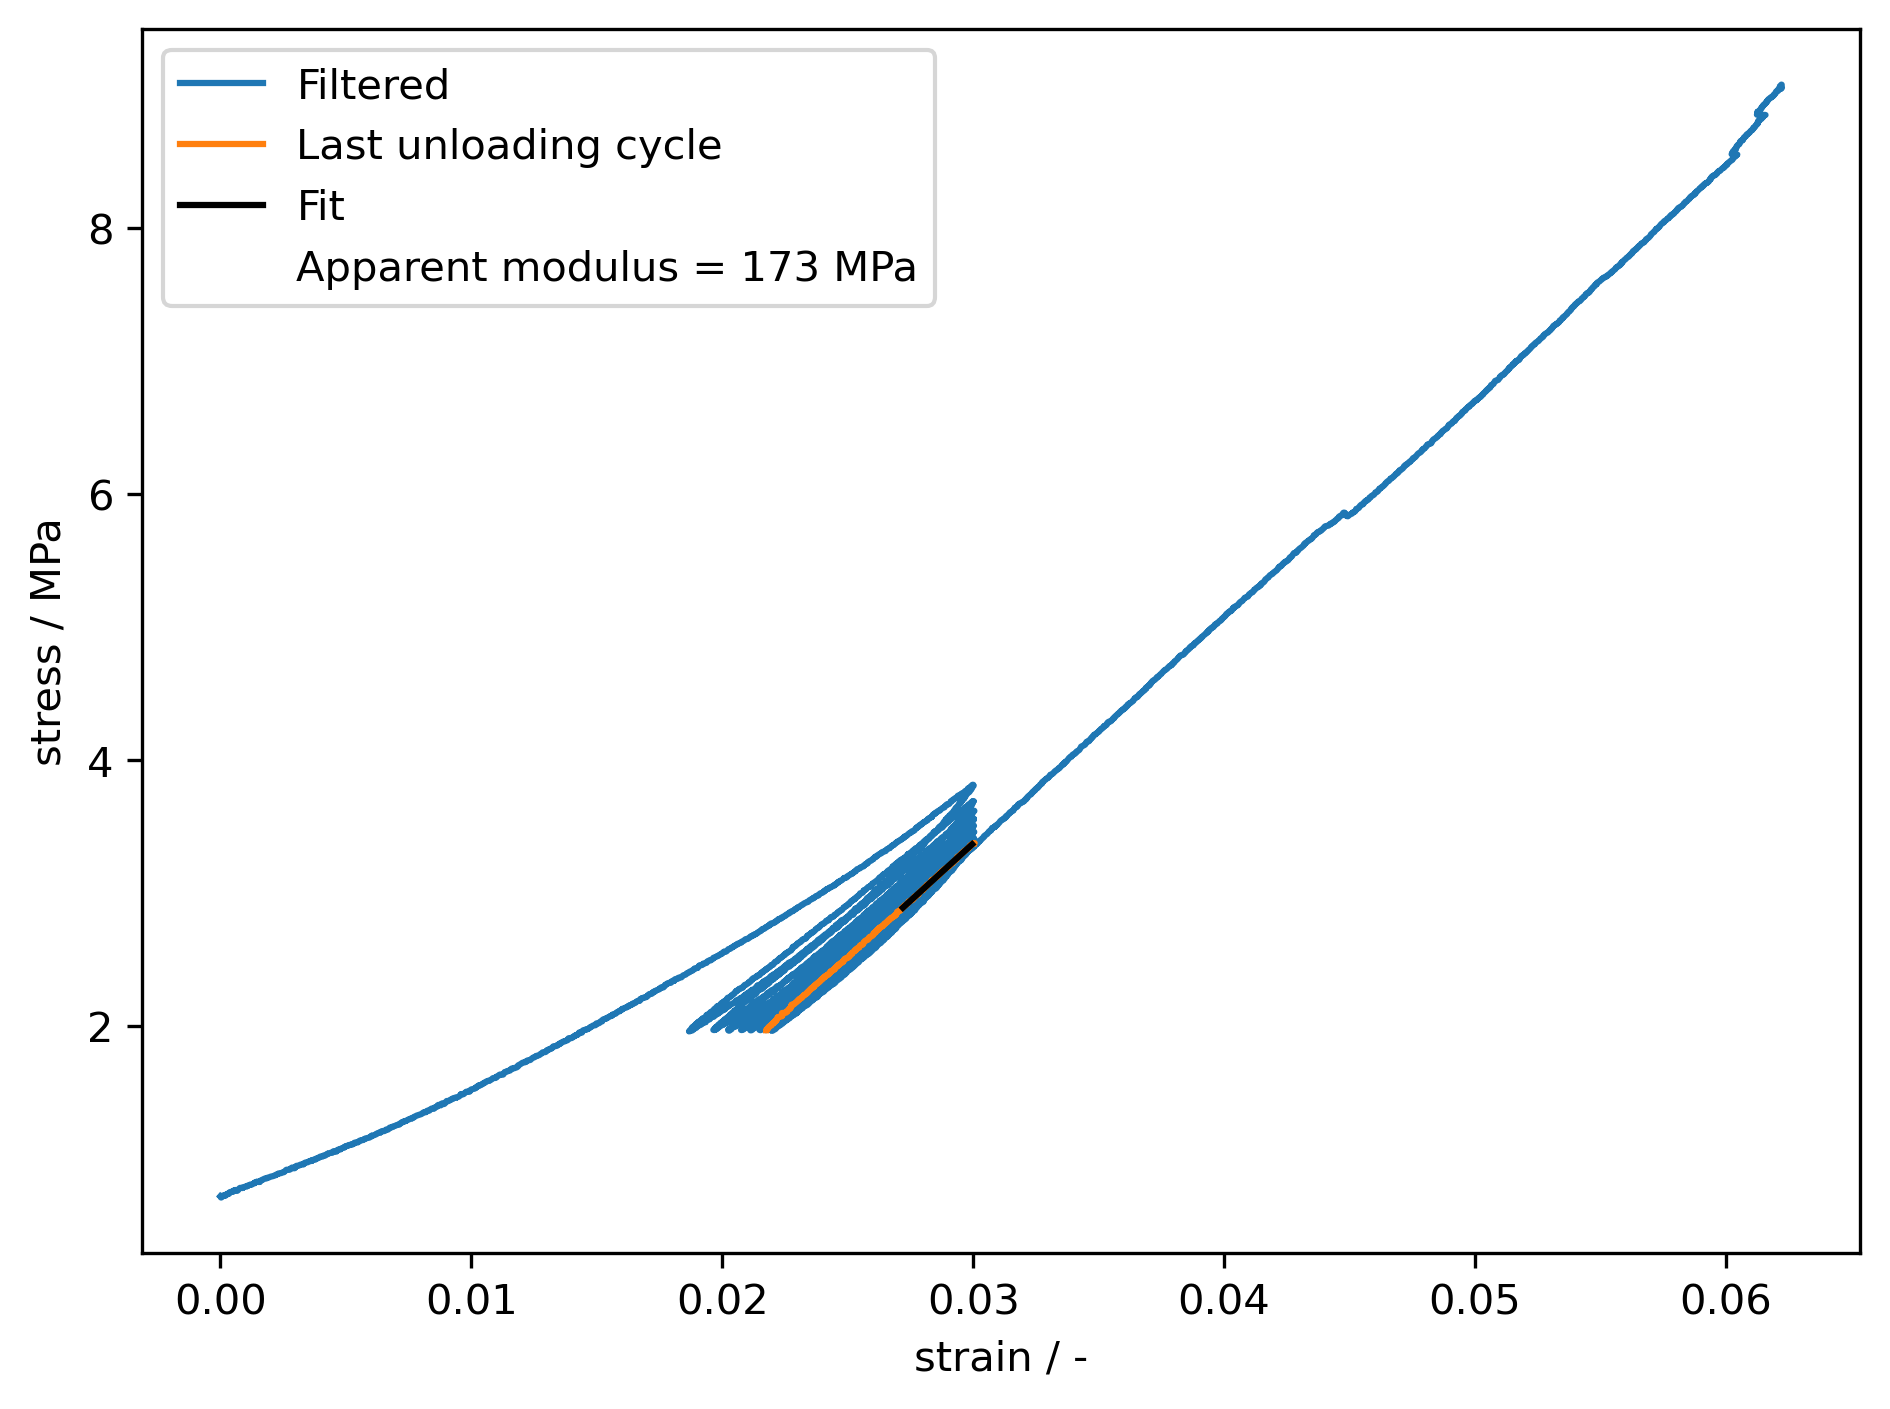 Filtered
Last unloading cycle
Fit
Apparent modulus = 173 MPa
8
6
4
2
stress / MPa
0.00 0.01 0.02 0.03 0.04 0.05 0.06
strain / -